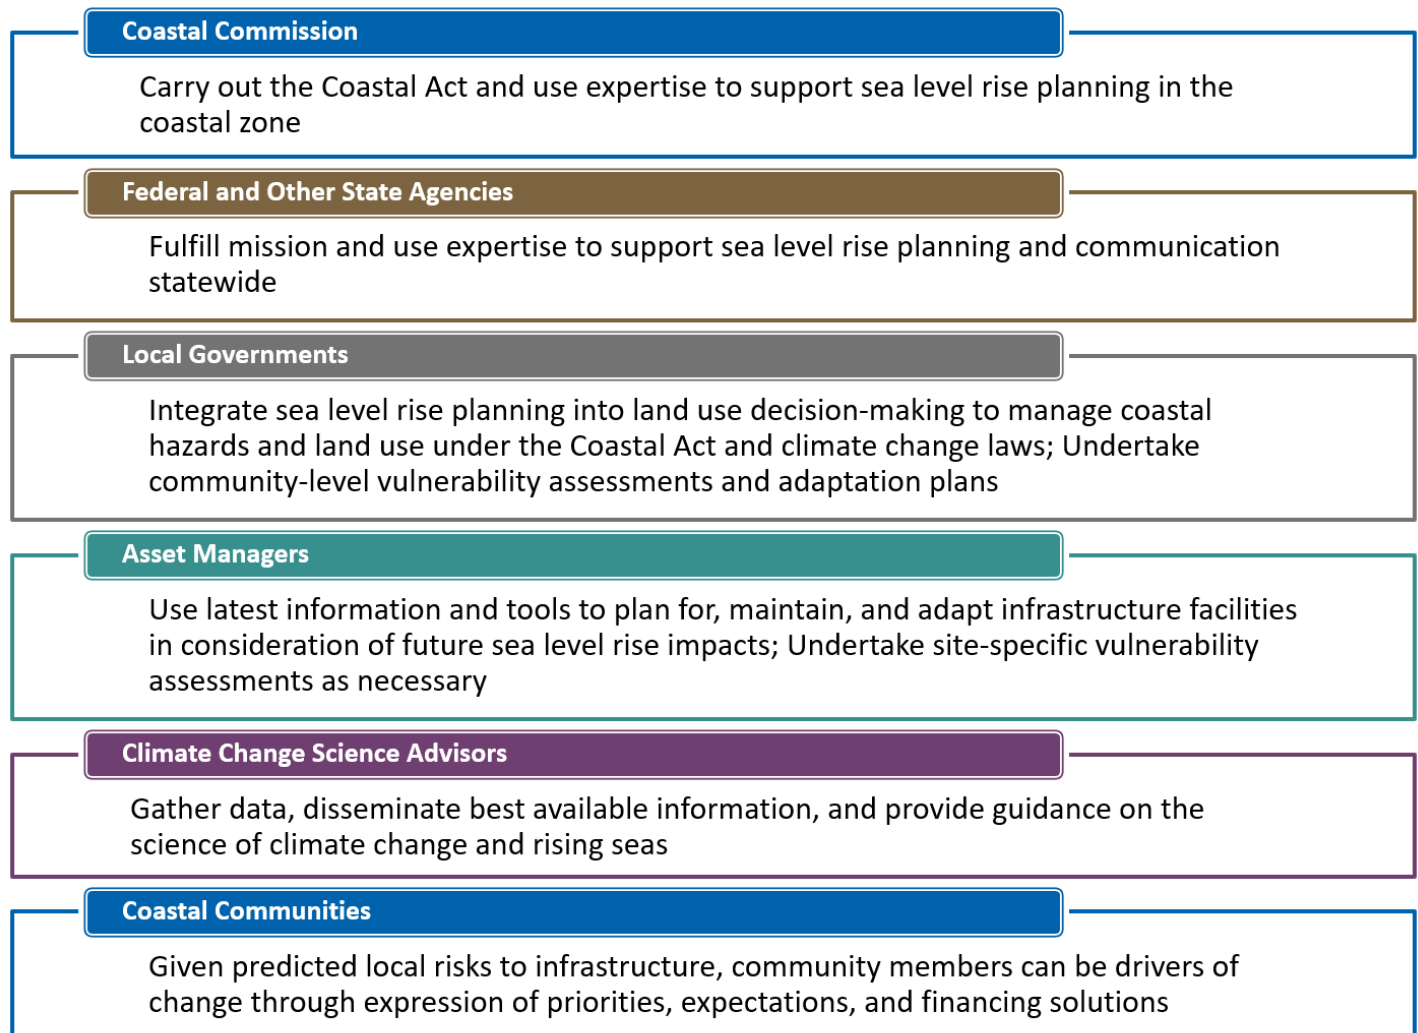 Coastal Commission
Carry out the Coastal Act and use expertise to support sea level rise planning in the
coastal zone
Federal and Other State Agencies
Fulfill mission and use expertise to support sea level rise planning and communication
statewide
Local Governments
Integrate sea level rise planning into land use decision-making to manage coastal
hazards and land use under the Coastal Act and climate change laws; Undertake
community-level vulnerability assessments and adaptation plans
Asset Managers
Use latest information and tools to plan for, maintain, and adapt infrastructure facilities
in consideration of future sea level rise impacts; Undertake site-specific vulnerability
assessments as necessary
Climate Change Science Advisors
Gather data, disseminate best available information, and provide guidance on the
science of climate change and rising seas
Coastal Communities
Given predicted local risks to infrastructure, community members can be drivers of
change through expression of priorities, expectations, and financing solutions